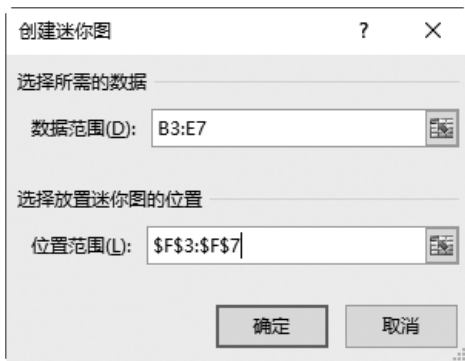 创建迷你图 ?
选择所需的数据
数据范围(D): B3:E7
选择放置迷你图的位置
位置范围(L): $F$3:$F$7
确定 取消